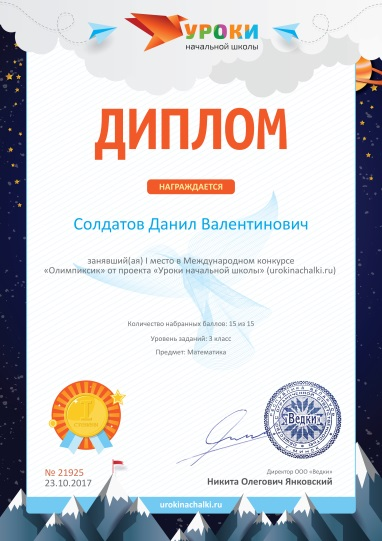 УРОКИ
начальной школы
ДИПЛОМ
НАГРАЖДАЕТСЯ
Солдатов Данил Валентинович
занявший(ая) I место в Международном конкурсе
«Олимпиксик» от проекта «Уроки начальной школы» (urokinachalki.ru)
Количество набранных баллов: 15 из 15
Уровень заданий: 3 класс
Предмет: Математика
I
СТЕПЕНИ
«Ведки»
№ 21925
23.10.2017
Директор ООО «Ведки»
Никита Олегович Янковский
urokinachalki.ru